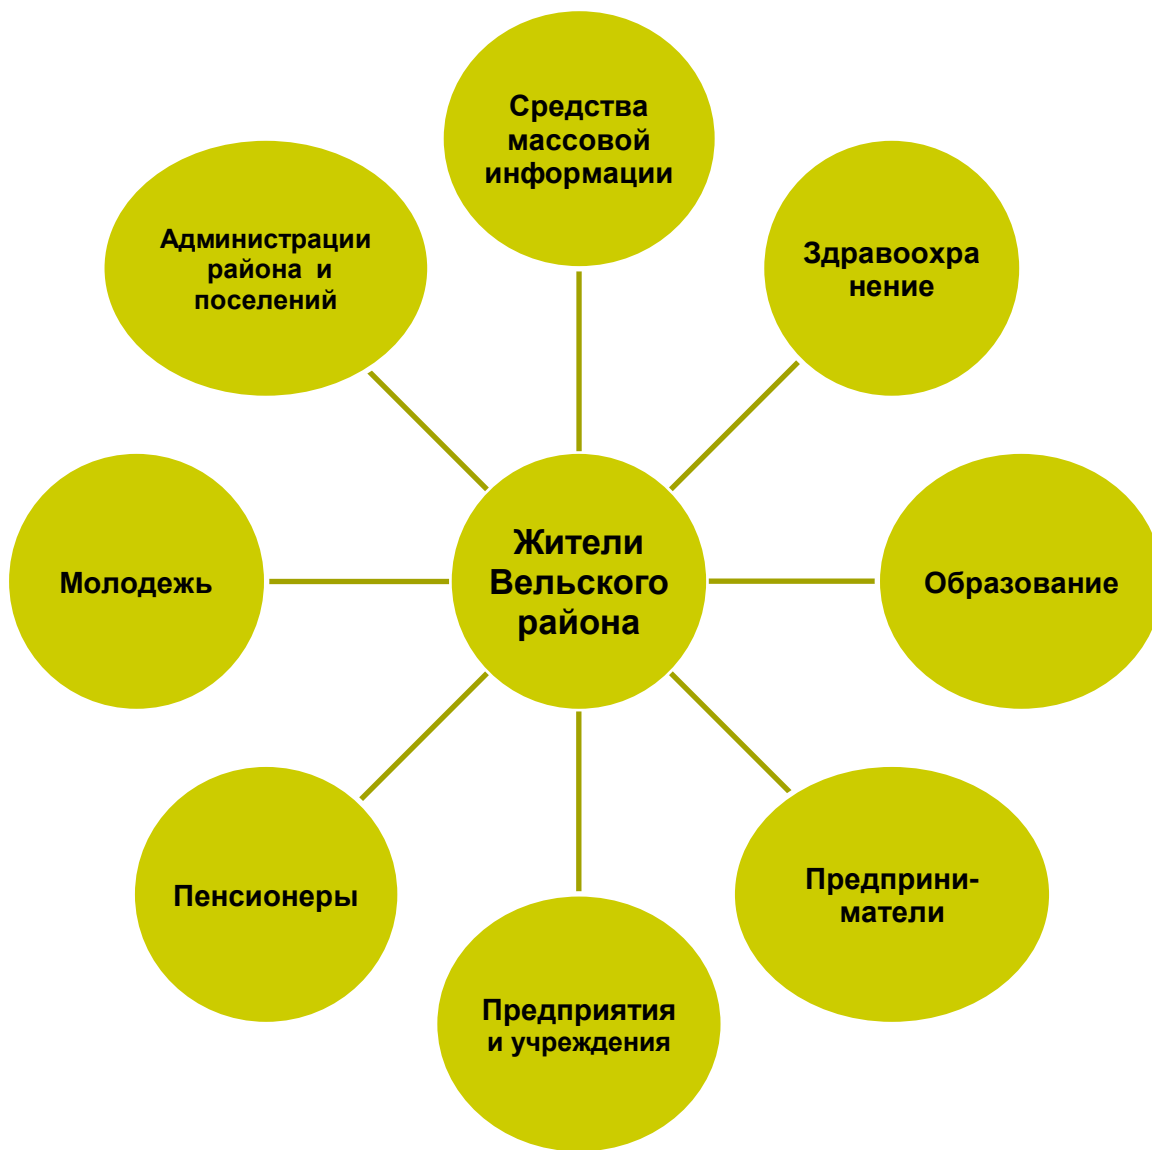 Средства
массовой
информации
Здравоохра
нение
Образование
Предприни-
матели
Предприятия
и учреждения
Пенсионеры
Молодежь
Администрации
района и
поселений
Жители
Вельского
района